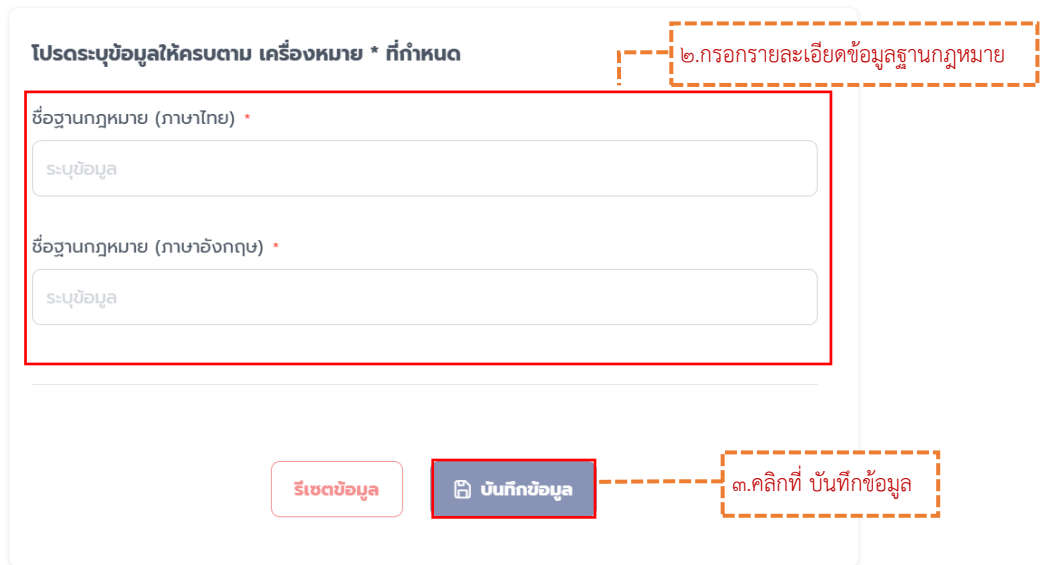 โปรดระบุข้อมูลให้ครบตาม เครื่องหมาย * ที่กำหนด
๒.กรอกรายละเอียดข้อมูลฐานกฎหมาย
ชื่อฐานกฎหมาย (ภาษาไทย) *
ระบุข้อมูล
ชื่อฐานกฎหมาย (ภาษาอังกฤษ) *
ระบุข้อมูล
รีเซตข้อมูล
บันทึกข้อมูล
๓.คลิกที่ บันทึกข้อมูล